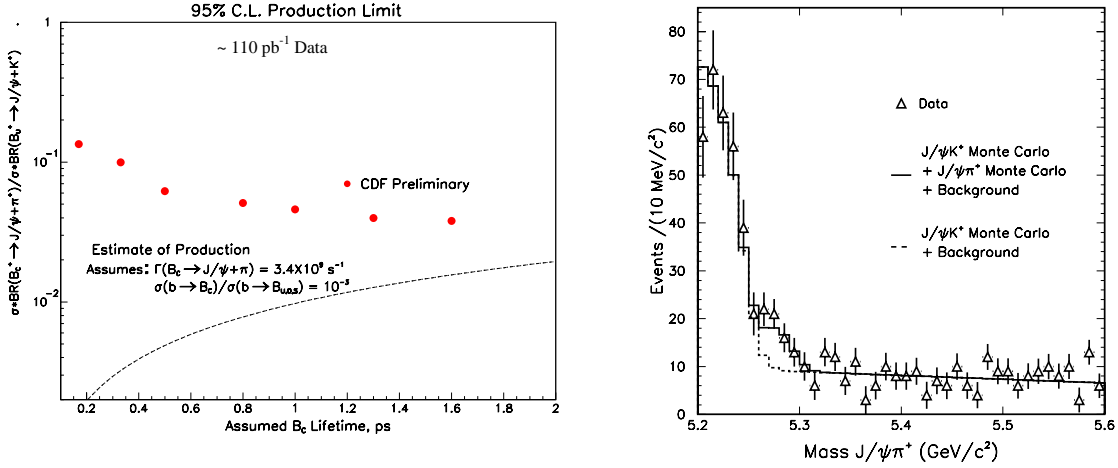 95% C.L. Production Limit
~ 110 pb⁻¹ Data
σ*BR(B_c⁺→J/ψ+π⁺)/σ*BR(B_u⁺→J/ψ+K⁺)
1
10⁻¹
10⁻²
CDF Preliminary
Estimate of Production
Assumes: Γ(B_c→J/ψ+π) = 3.4X10⁹ s⁻¹
σ(b→B_c)/σ(b→B_{U,D,S}) = 10⁻³
0.2 0.4 0.6 0.8 1 1.2 1.4 1.6 1.8 2
Assumed B_c Lifetime, ps
Events/(10 MeV/c²)
80
70
60
50
40
30
20
10
0
Data
J/ψK⁺ Monte Carlo
+ J/ψπ⁺ Monte Carlo
+ Background
J/ψK⁺ Monte Carlo
+ Background
5.2 5.3 5.4 5.5 5.6
Mass J/ψπ⁺ (GeV/c²)